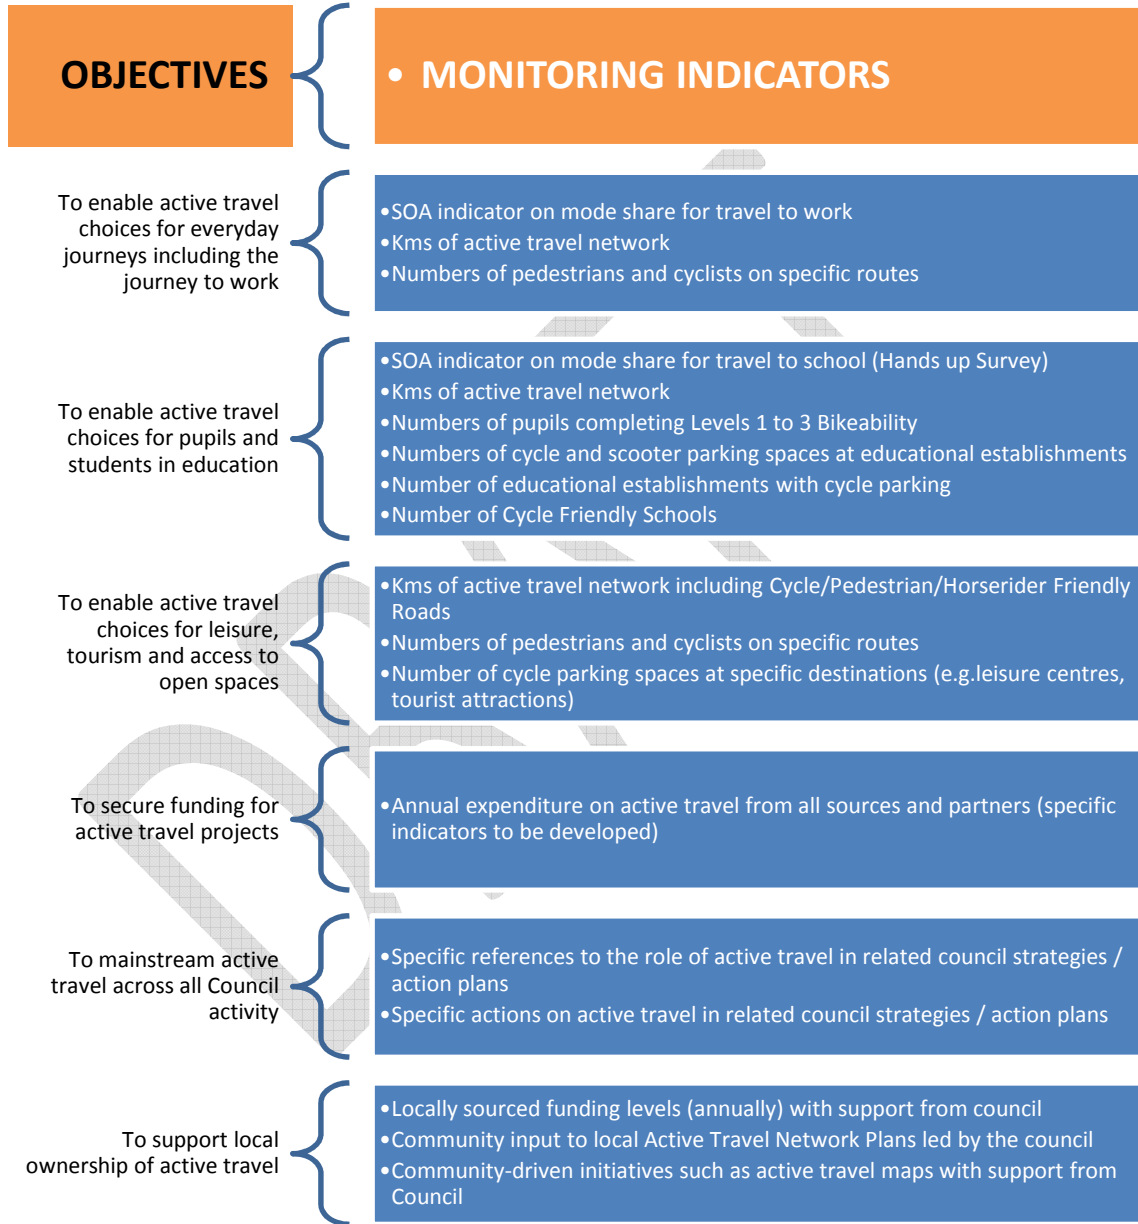 OBJECTIVES
• MONITORING INDICATORS
To enable active travel
choices for everyday
journeys including the
journey to work
•SOA indicator on mode share for travel to work
•Kms of active travel network
•Numbers of pedestrians and cyclists on specific routes
To enable active travel
choices for pupils and
students in education
•SOA indicator on mode share for travel to school (Hands up Survey)
•Kms of active travel network
•Numbers of pupils completing Levels 1 to 3 Bikeability
•Numbers of cycle and scooter parking spaces at educational establishments
•Number of educational establishments with cycle parking
•Number of Cycle Friendly Schools
To enable active travel
choices for leisure,
tourism and access to
open spaces
•Kms of active travel network including Cycle/Pedestrian/Horserider Friendly
Roads
•Numbers of pedestrians and cyclists on specific routes
•Number of cycle parking spaces at specific destinations (e.g.leisure centres,
tourist attractions)
To secure funding for
active travel projects
•Annual expenditure on active travel from all sources and partners (specific
indicators to be developed)
To mainstream active
travel across all Council
activity
•Specific references to the role of active travel in related council strategies /
action plans
•Specific actions on active travel in related council strategies / action plans
To support local
ownership of active travel
•Locally sourced funding levels (annually) with support from council
•Community input to local Active Travel Network Plans led by the council
•Community-driven initiatives such as active travel maps with support from
Council